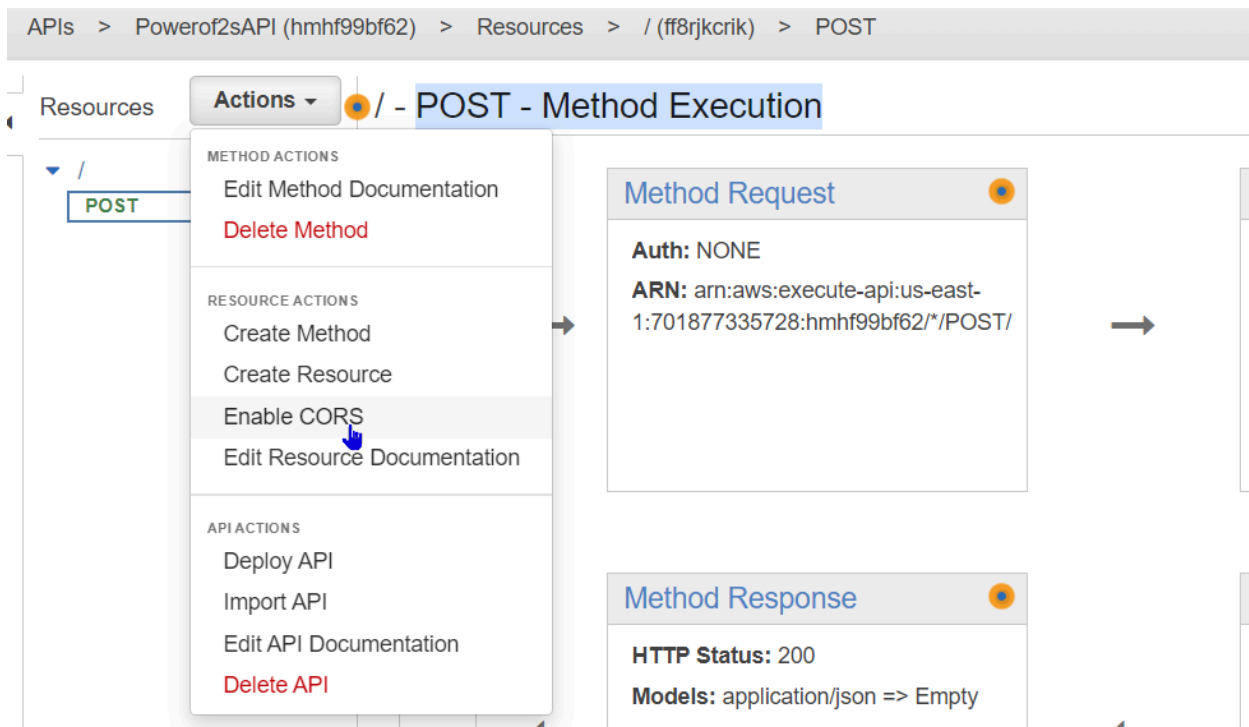 APIs > Powerof2sAPI (hmhf99bf62) > Resources > / (ff8rjkcrik) > POST
Resources
Actions
/ - POST - Method Execution
/
POST
METHOD ACTIONS
Edit Method Documentation
Delete Method
RESOURCE ACTIONS
Create Method
Create Resource
Enable CORS
Edit Resource Documentation
API ACTIONS
Deploy API
Import API
Edit API Documentation
Delete API
Method Request
Auth: NONE
ARN: arn:aws:execute-api:us-east-
1:701877335728:hmhf99bf62/*/POST/
Method Response
HTTP Status: 200
Models: application/json => Empty